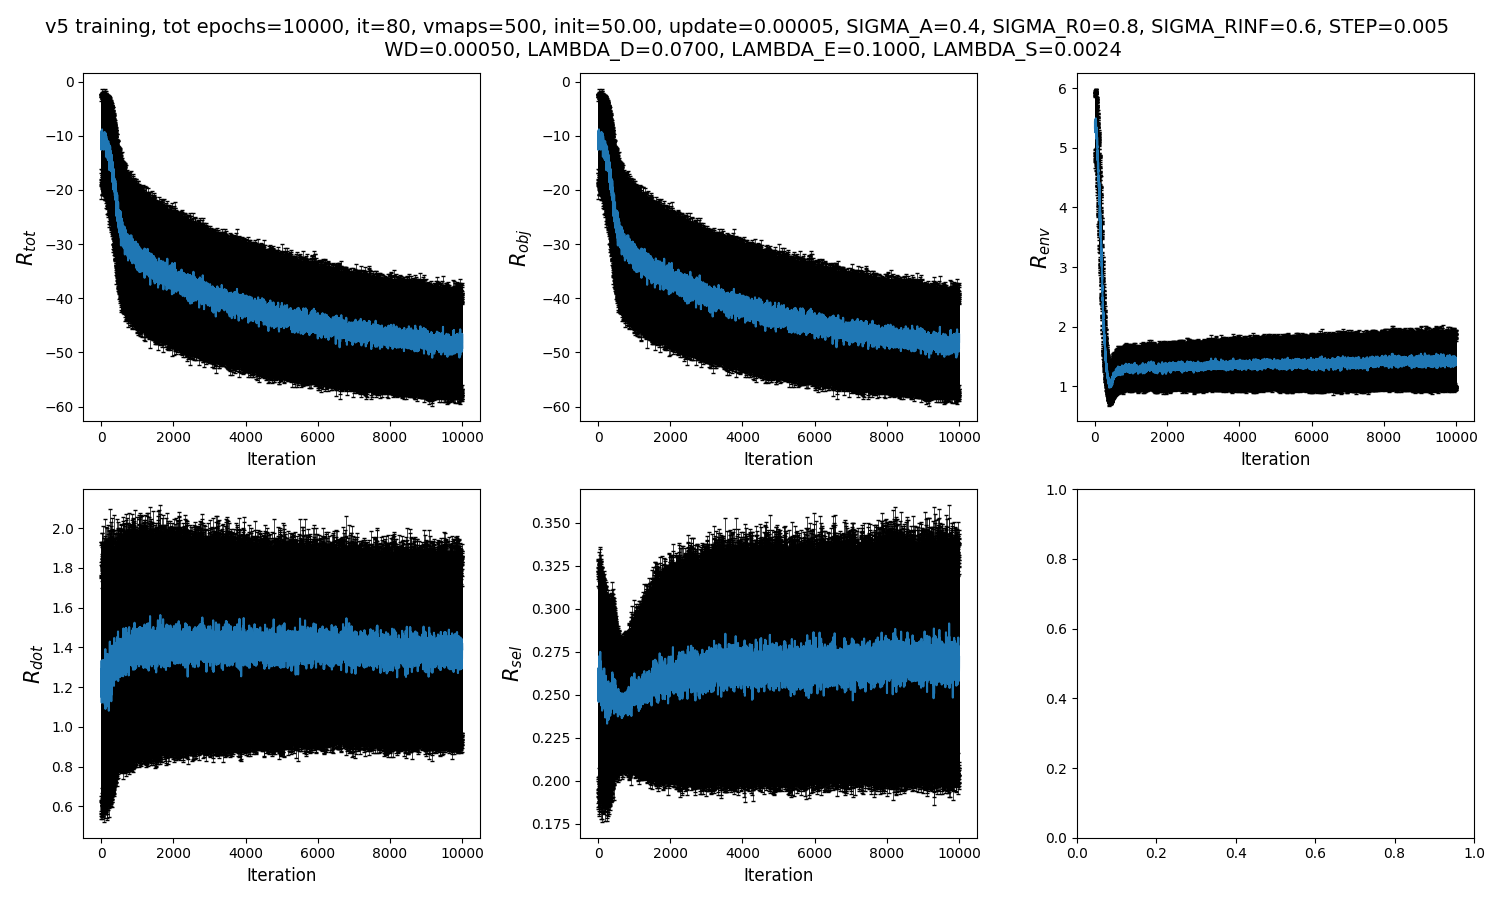 v5 training, tot epochs=10000, it=80, vmaps=500, init=50.00, update=0.00005, SIGMA_A=0.4, SIGMA_R0=0.8, SIGMA_RINF=0.6, STEP=0.005
WD=0.00050, LAMBDA_D=0.0700, LAMBDA_E=0.1000, LAMBDA_S=0.0024
R_tot
0
−10
−20
−30
−40
−50
−60
0 2000 4000 6000 8000 10000
Iteration
R_obj
0
−10
−20
−30
−40
−50
−60
0 2000 4000 6000 8000 10000
Iteration
R_env
6
5
4
3
2
1
0 2000 4000 6000 8000 10000
Iteration
R_dot
2.0
1.8
1.6
1.4
1.2
1.0
0.8
0.6
0 2000 4000 6000 8000 10000
Iteration
R_sel
0.350
0.325
0.300
0.275
0.250
0.225
0.200
0.175
0 2000 4000 6000 8000 10000
Iteration
1.0
0.8
0.6
0.4
0.2
0.0
0.0 0.2 0.4 0.6 0.8 1.0